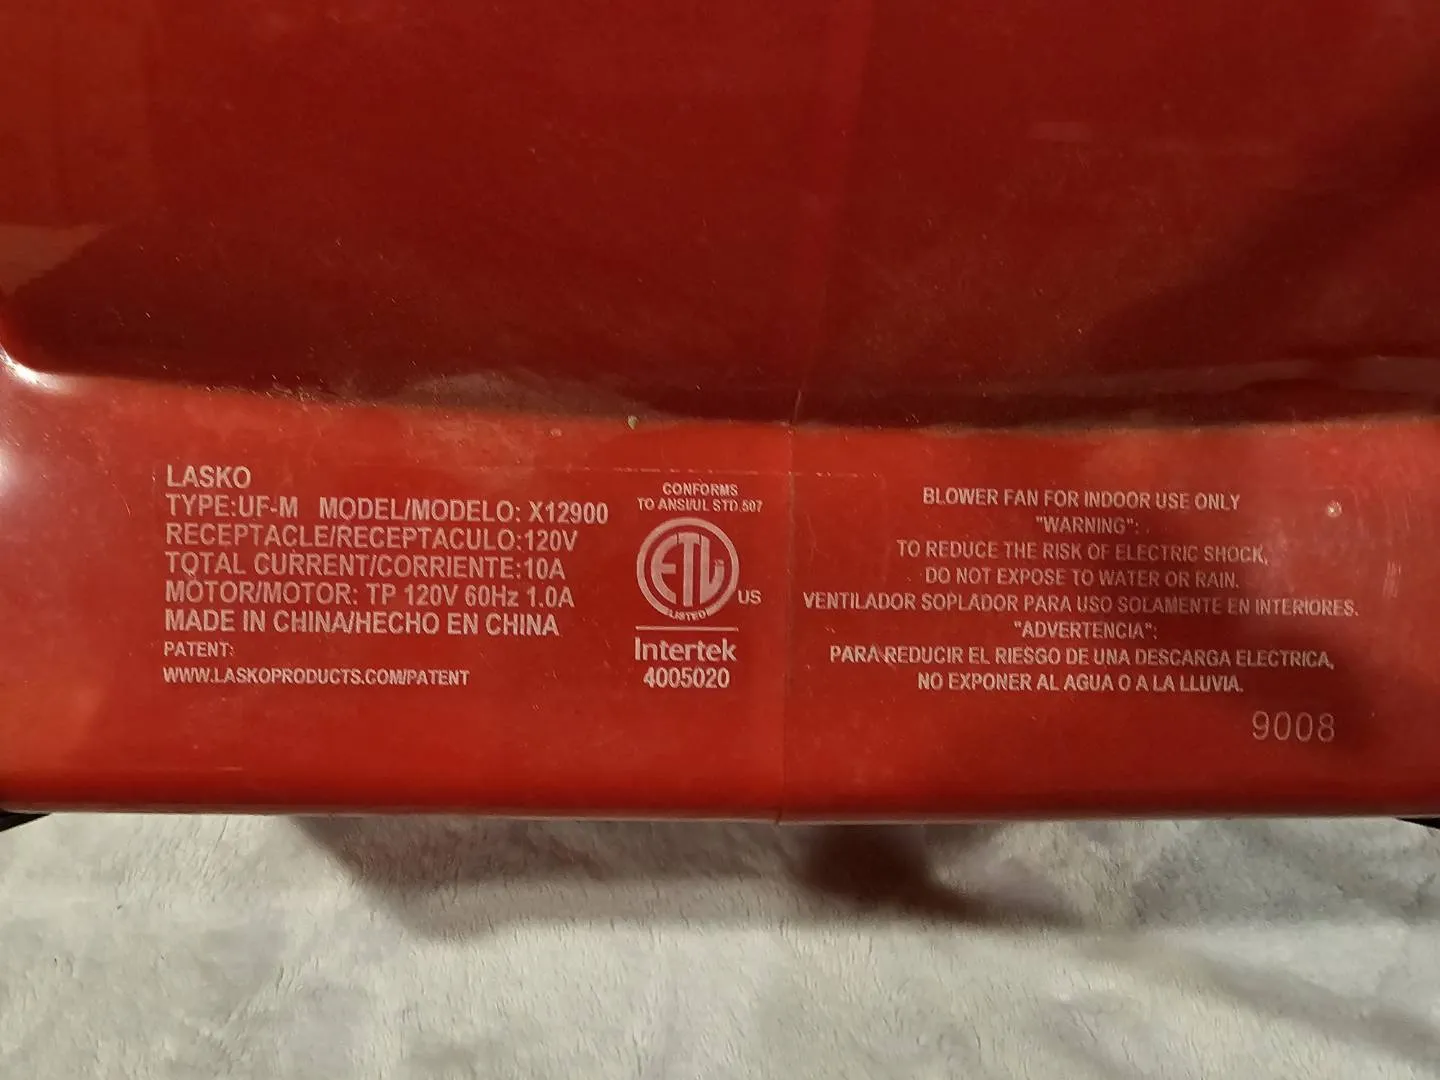 LASKO
TYPE:UF-M MODEL/MODELO: X12900
RECEPTACLE/RECEPTACULO:120V
TOTAL CURRENT/CORRIENTE:10A
MOTOR/MOTOR: TP 120V 60Hz 1.0A
MADE IN CHINA/HECHO EN CHINA
PATENT:
WWW.LASKOPRODUCTS.COM/PATENT
CONFORMS
TO ANSI/UL STD.507
ETL
LISTED
US
Intertek
4005020
BLOWER FAN FOR INDOOR USE ONLY
"WARNING":
TO REDUCE THE RISK OF ELECTRIC SHOCK,
DO NOT EXPOSE TO WATER OR RAIN.
VENTILADOR SOPLADOR PARA USO SOLAMENTE EN INTERIORES.
"ADVERTENCIA":
PARA REDUCIR EL RIESGO DE UNA DESCARGA ELECTRICA,
NO EXPONER AL AGUA O A LA LLUVIA.
9008